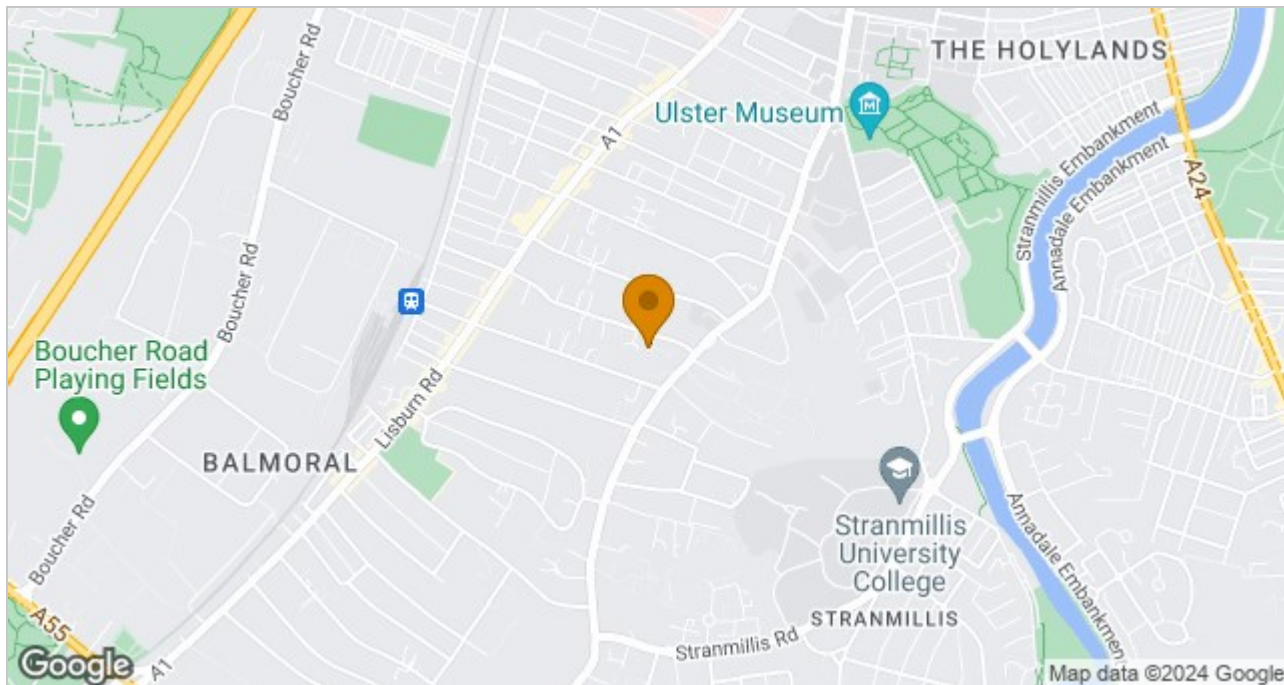 THE HOLYLANDS
Ulster Museum
A1
Boucher Rd
Stranmillis Embankment
Annadale Embankment
A24
Boucher Rd
Boucher Road
Playing Fields
Lisburn Rd
BALMORAL
Stranmillis
University
College
Annadale Embankment
Boucher Rd
A55
STRANMILLIS
Stranmillis Rd
A1
Google
Map data ©2024 Google